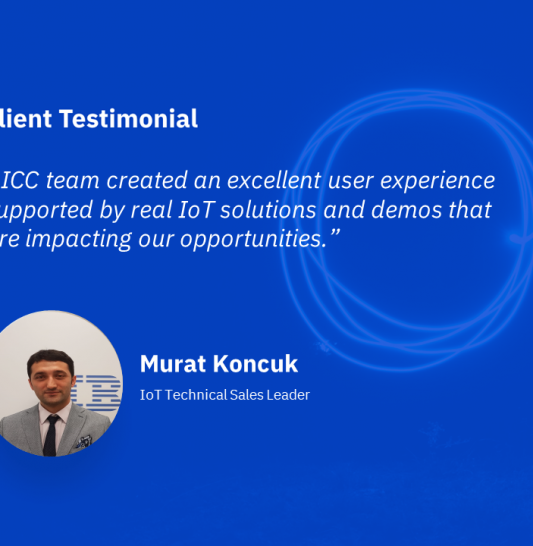 lient Testimonial
ICC team created an excellent user experience
upported by real IoT solutions and demos that
re impacting our opportunities.”
Murat Koncuk
IoT Technical Sales Leader
IBM